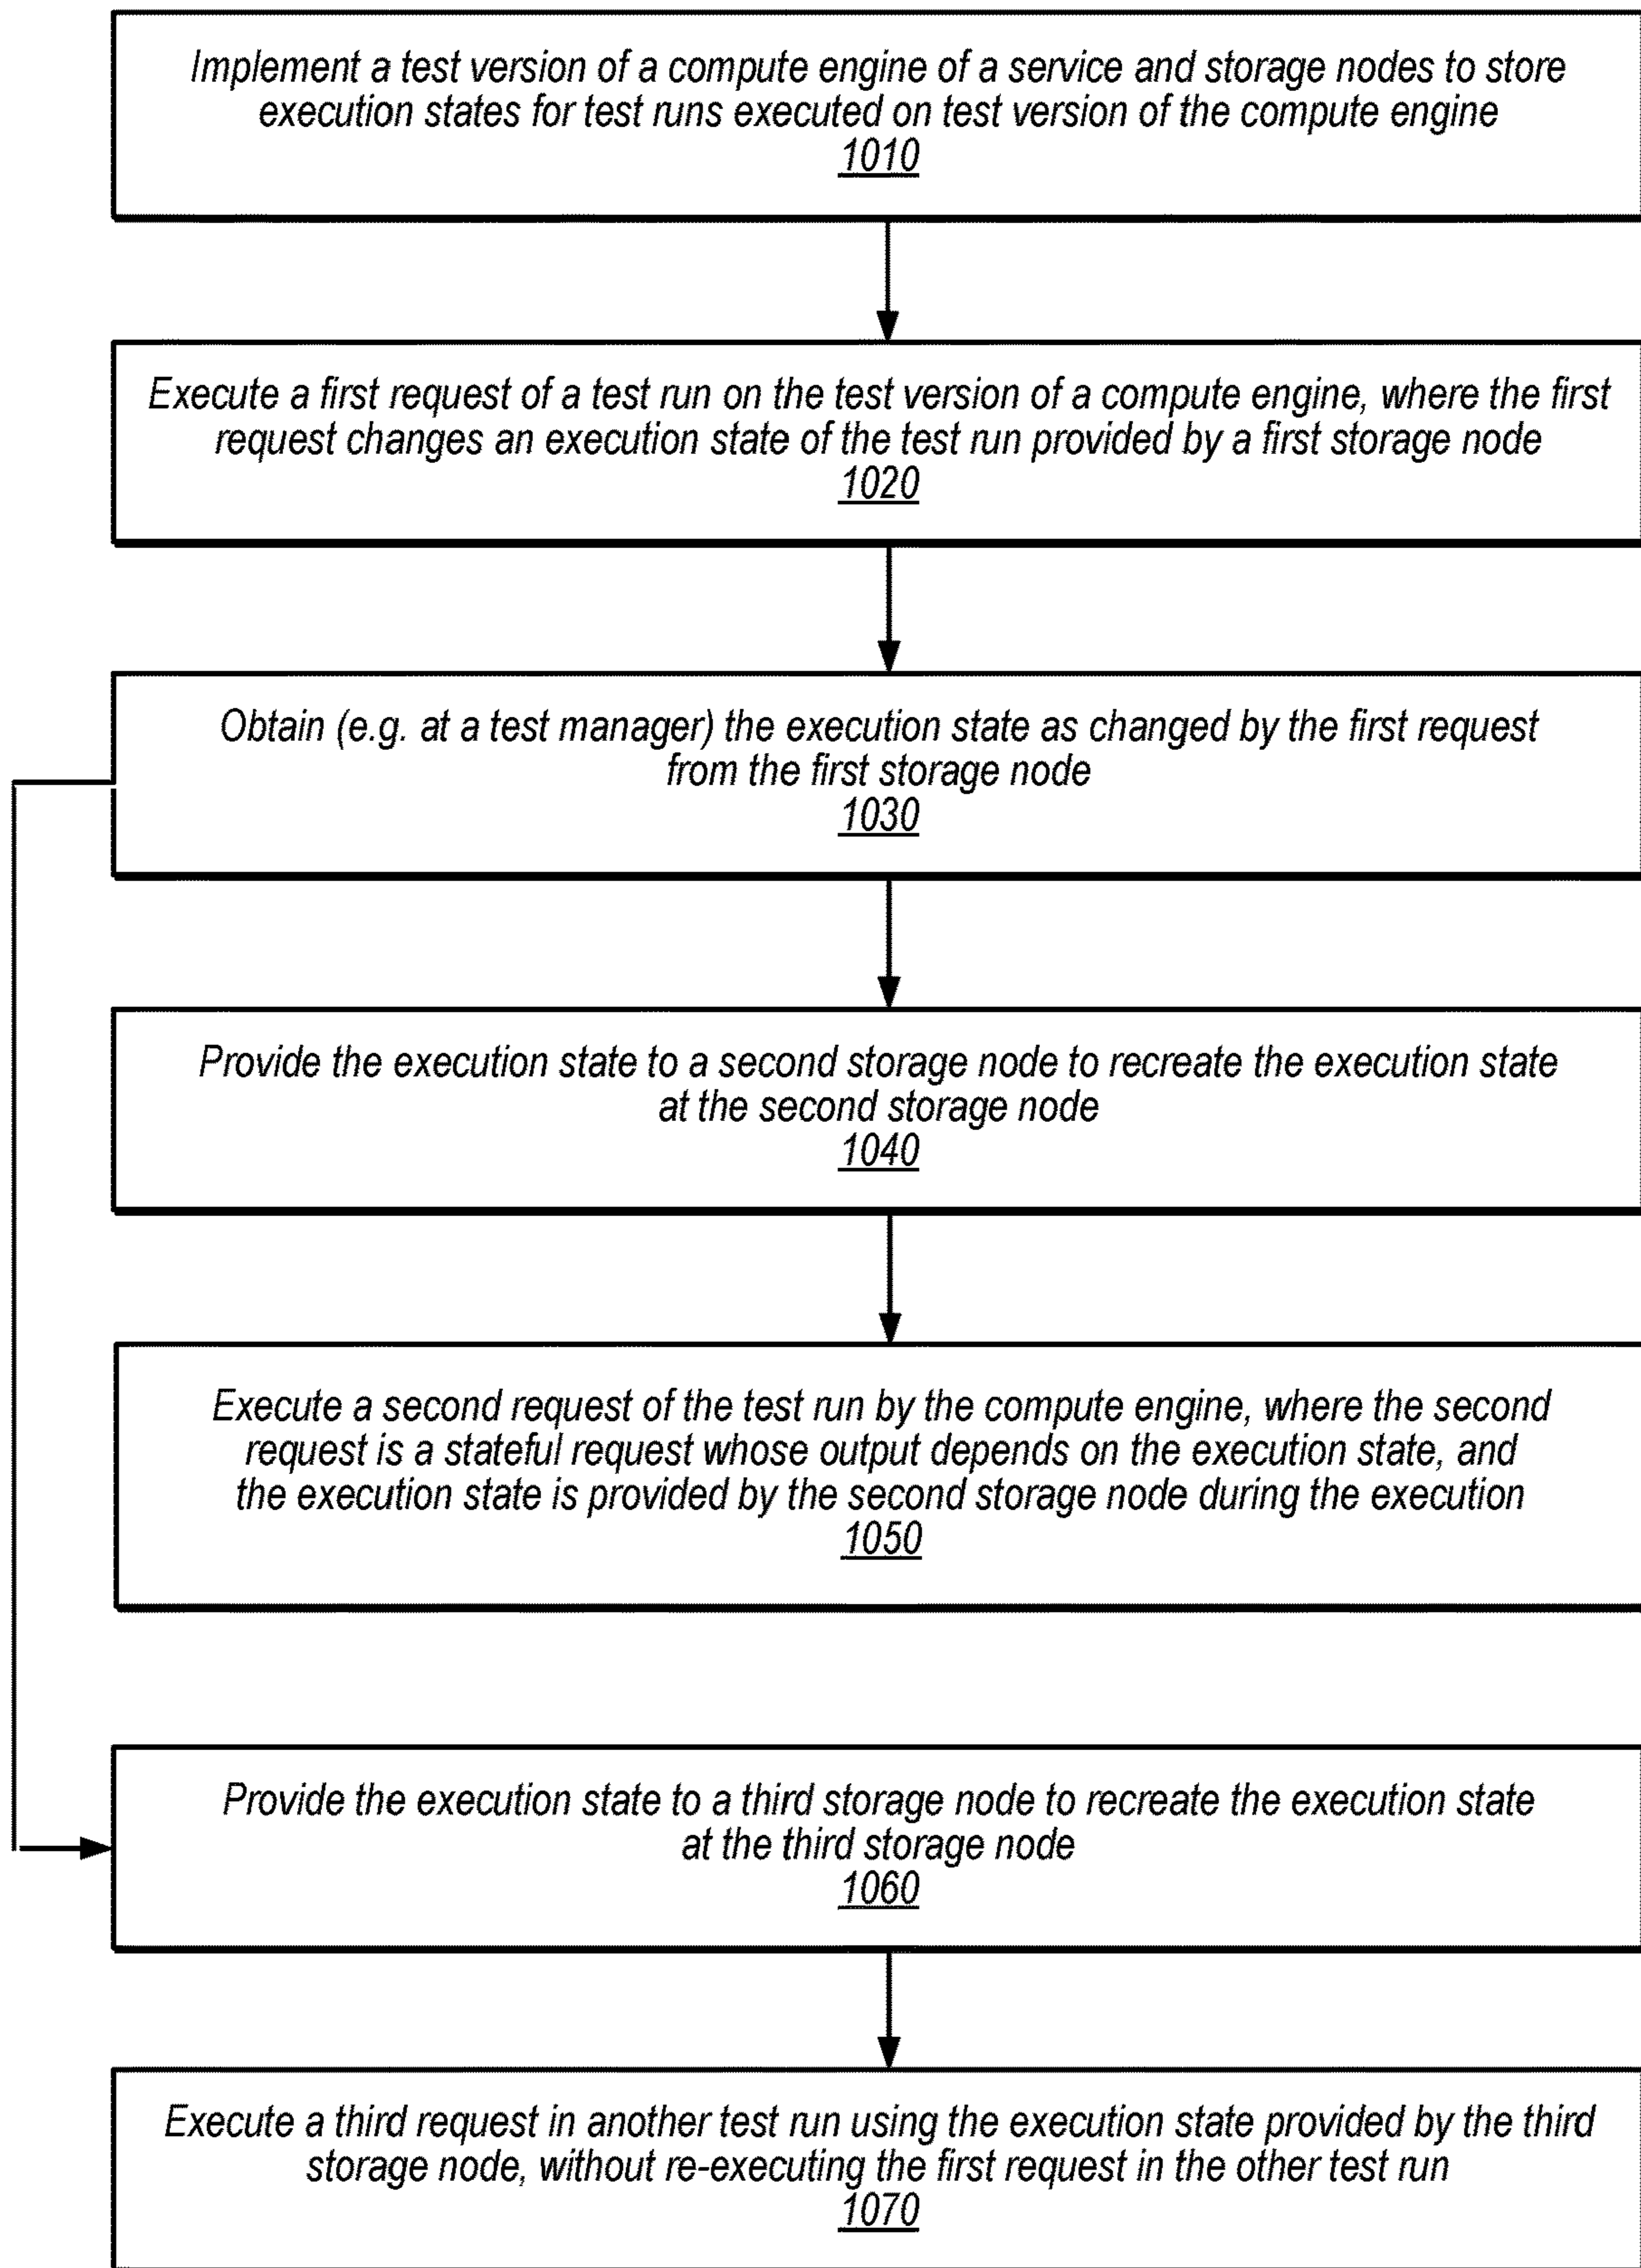 Implement a test version of a compute engine of a service and storage nodes to store
execution states for test runs executed on test version of the compute engine
1010
Execute a first request of a test run on the test version of a compute engine, where the first
request changes an execution state of the test run provided by a first storage node
1020
Obtain (e.g. at a test manager) the execution state as changed by the first request
from the first storage node
1030
Provide the execution state to a second storage node to recreate the execution state
at the second storage node
1040
Execute a second request of the test run by the compute engine, where the second
request is a stateful request whose output depends on the execution state, and
the execution state is provided by the second storage node during the execution
1050
Provide the execution state to a third storage node to recreate the execution state
at the third storage node
1060
Execute a third request in another test run using the execution state provided by the third
storage node, without re-executing the first request in the other test run
1070